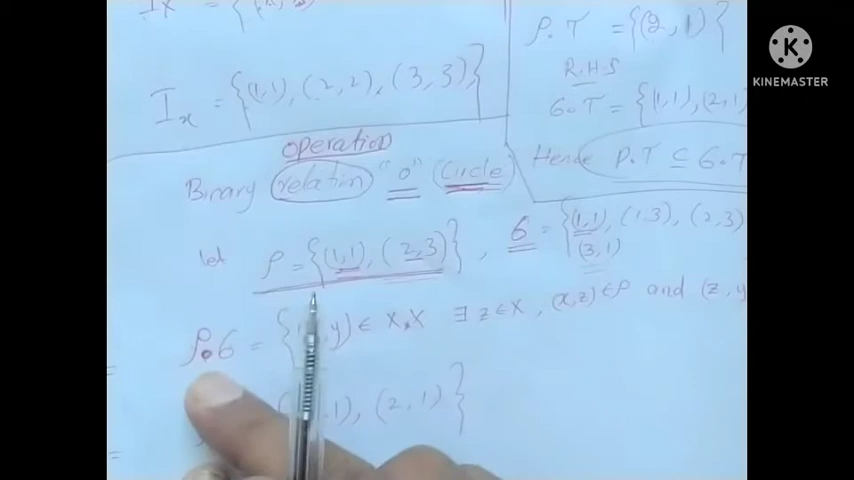 ρ.T = {(2,1)}
R.H.S
KINEMASTER
I_x = {(1,1), (2,2), (3,3)}
6∘T = {(1,1),(2,1)
operation
Hence ρ.T ⊆ 6∘T
Binary relation "o" (Circle)
let ρ = {(1,1), (2,3)}, 6 = {(1,1), (1,3), (2,3)
(3,1)
ρ∘6 = { ,y) ∈ X×X ∃ z∈X, (x,z)∈ρ and (z,y
,1), (2,1)}